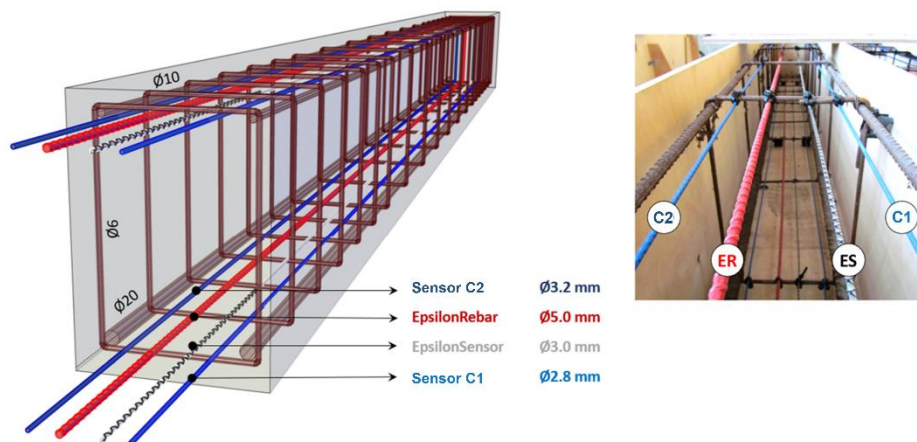 Ø10
Ø6
Ø20
Sensor C2 Ø3.2 mm
EpsilonRebar Ø5.0 mm
EpsilonSensor Ø3.0 mm
Sensor C1 Ø2.8 mm
C2
C1
ER
ES